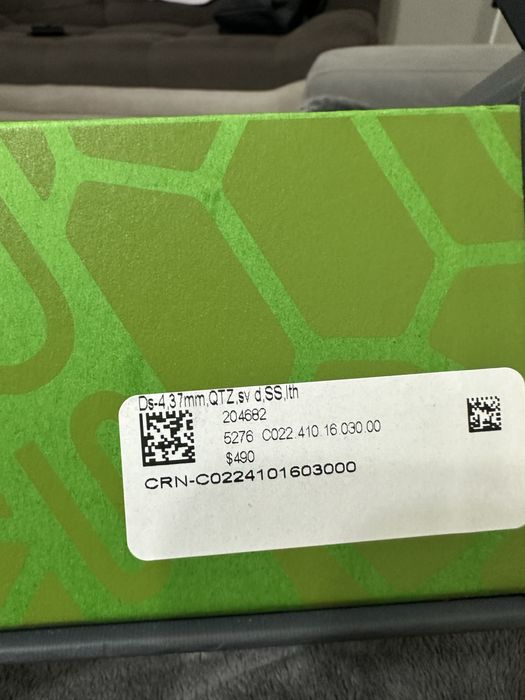 Ds-4,37mm,QTZ,sv d,SS,lth
204682
5276 C022.410.16.030.00
$490
CRN-C0224101603000